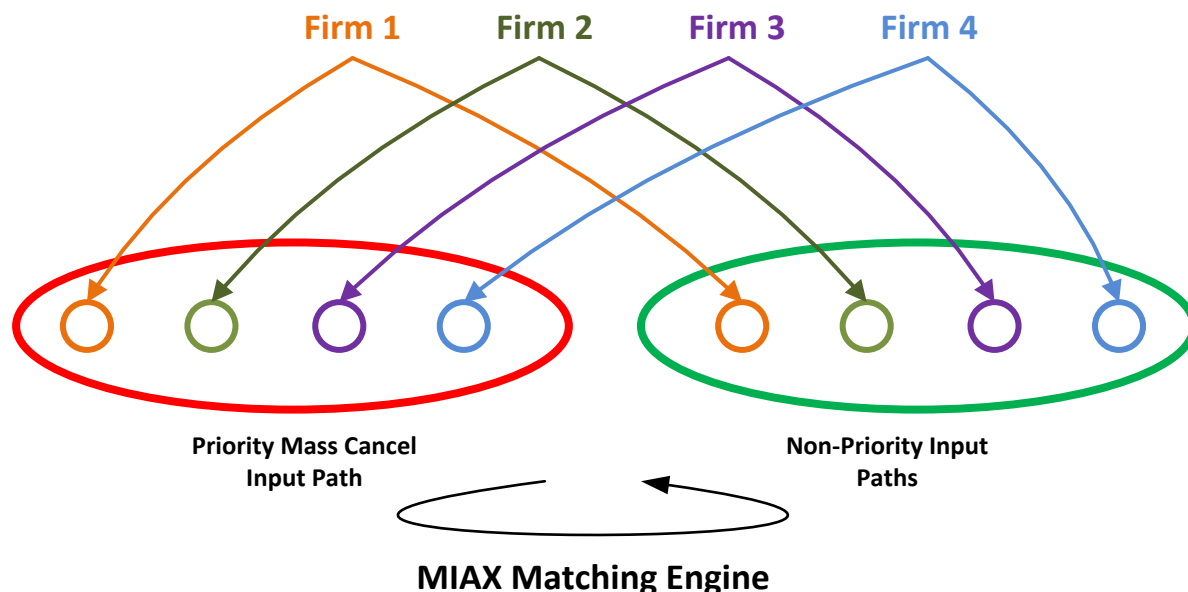 Firm 1 Firm 2 Firm 3 Firm 4
Priority Mass Cancel
Input Path
Non-Priority Input
Paths
MIAX Matching Engine